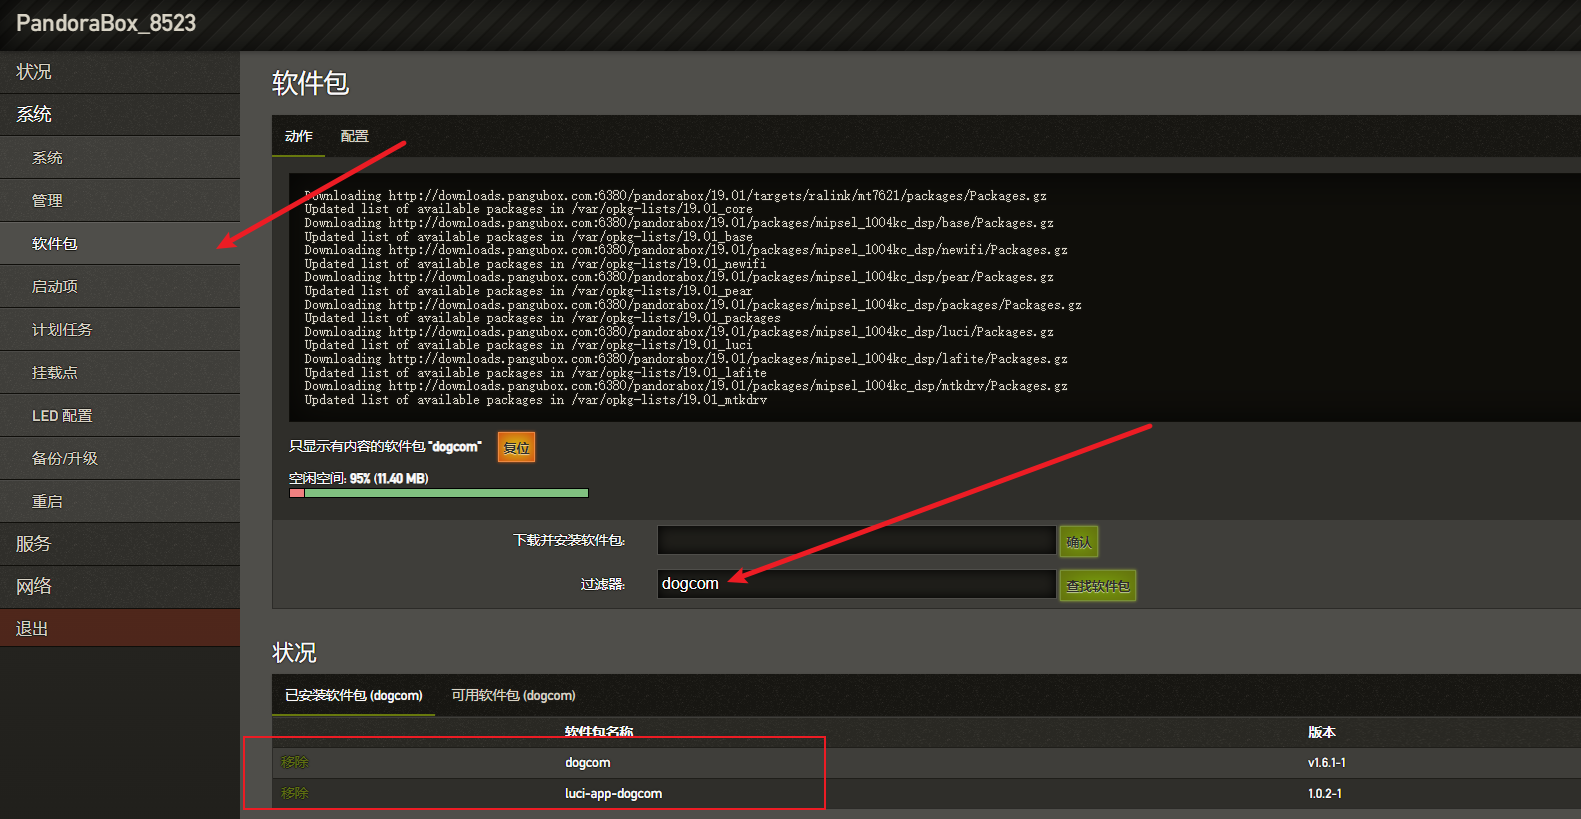 PandoraBox_8523
状况
系统
系统
管理
软件包
启动项
计划任务
挂载点
LED 配置
备份/升级
重启
服务
网络
退出
软件包
动作 配置
Downloading http://downloads.pangubox.com:6380/pandorabox/19.01/targets/ralink/mt7621/packages/Packages.gz
Updated list of available packages in /var/opkg-lists/19.01_core
Downloading http://downloads.pangubox.com:6380/pandorabox/19.01/packages/mipsel_1004kc_dsp/base/Packages.gz
Updated list of available packages in /var/opkg-lists/19.01_base
Downloading http://downloads.pangubox.com:6380/pandorabox/19.01/packages/mipsel_1004kc_dsp/newifi/Packages.gz
Updated list of available packages in /var/opkg-lists/19.01_newifi
Downloading http://downloads.pangubox.com:6380/pandorabox/19.01/packages/mipsel_1004kc_dsp/pear/Packages.gz
Updated list of available packages in /var/opkg-lists/19.01_pear
Downloading http://downloads.pangubox.com:6380/pandorabox/19.01/packages/mipsel_1004kc_dsp/packages/Packages.gz
Updated list of available packages in /var/opkg-lists/19.01_packages
Downloading http://downloads.pangubox.com:6380/pandorabox/19.01/packages/mipsel_1004kc_dsp/luci/Packages.gz
Updated list of available packages in /var/opkg-lists/19.01_luci
Downloading http://downloads.pangubox.com:6380/pandorabox/19.01/packages/mipsel_1004kc_dsp/lafite/Packages.gz
Updated list of available packages in /var/opkg-lists/19.01_lafite
Downloading http://downloads.pangubox.com:6380/pandorabox/19.01/packages/mipsel_1004kc_dsp/mtkdrv/Packages.gz
Updated list of available packages in /var/opkg-lists/19.01_mtkdrv
只显示有内容的软件包 "dogcom" 复位
空闲空间: 95% (11.40 MB)
下载并安装软件包: 确认
过滤器: dogcom 查找软件包
状况
已安装软件包 (dogcom) 可用软件包 (dogcom)
软件包名称 版本
移除 dogcom v1.6.1-1
移除 luci-app-dogcom 1.0.2-1